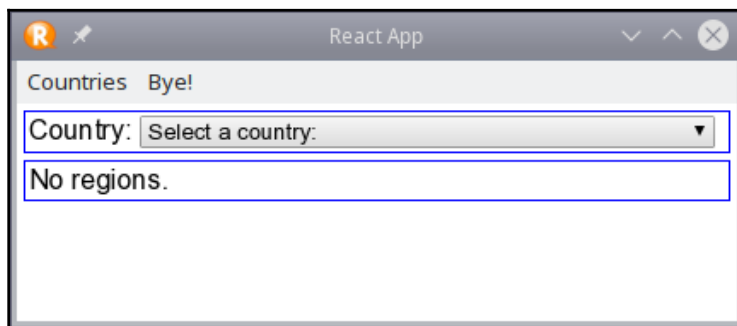 R
React App
Countries Bye!
Country: Select a country:
No regions.